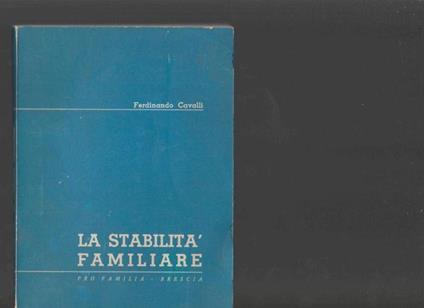 Ferdinando Cavalli
LA STABILITA'
FAMILIARE
PRO FAMILIA - BRESCIA